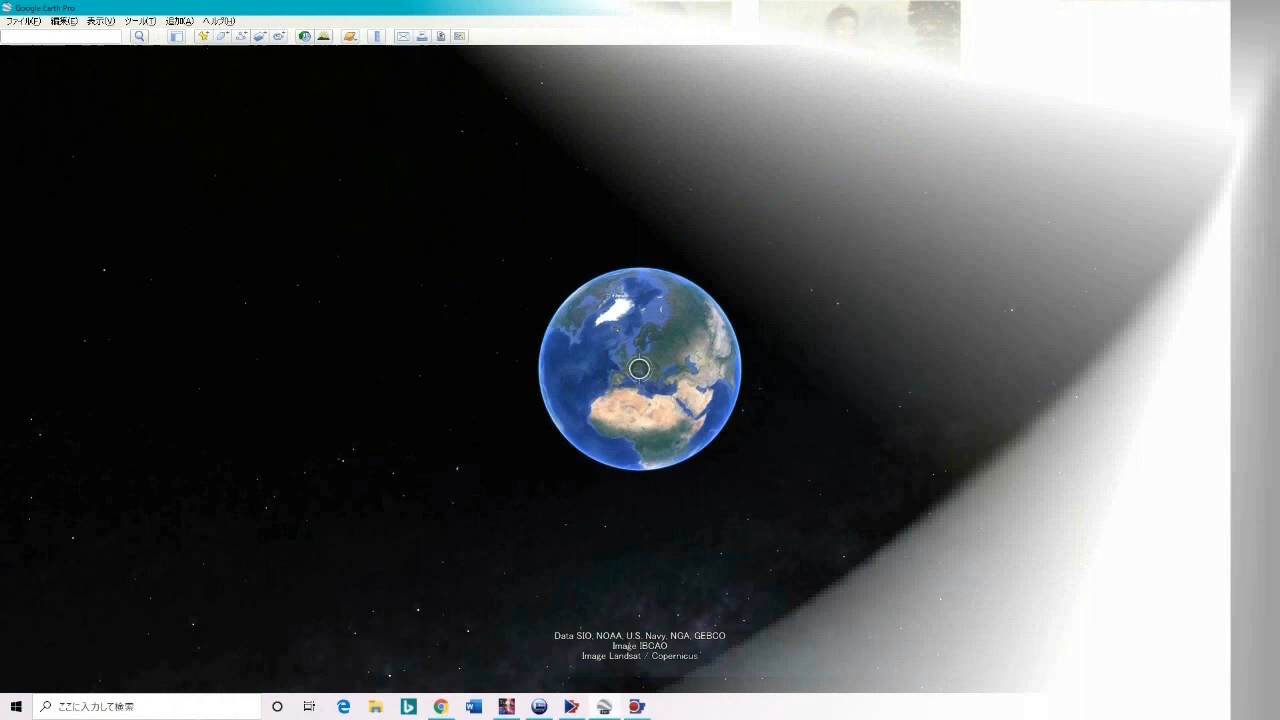 Google Earth Pro
ファイル(F) 編集(E) 表示(V) ツール(T) 追加(A) ヘルプ(H)
Data SIO, NOAA, U.S. Navy, NGA, GEBCO
Image IBCAO
Image Landsat / Copernicus
ここに入力して検索